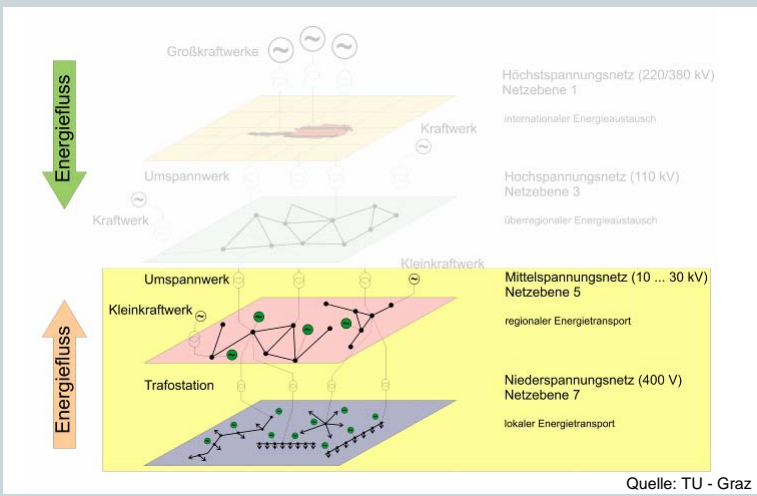 Großkraftwerke
Höchstspannungsnetz (220/380 kV)
Netzebene 1
internationaler Energieaustausch
Energiefluss
Kraftwerk
Umspannwerk
Hochspannungsnetz (110 kV)
Netzebene 3
überregionaler Energieaustausch
Kraftwerk
Kleinkraftwerk
Umspannwerk
Mittelspannungsnetz (10 ... 30 kV)
Netzebene 5
Kleinkraftwerk
regionaler Energietransport
Energiefluss
Trafostation
Niederspannungsnetz (400 V)
Netzebene 7
lokaler Energietransport
Quelle: TU - Graz